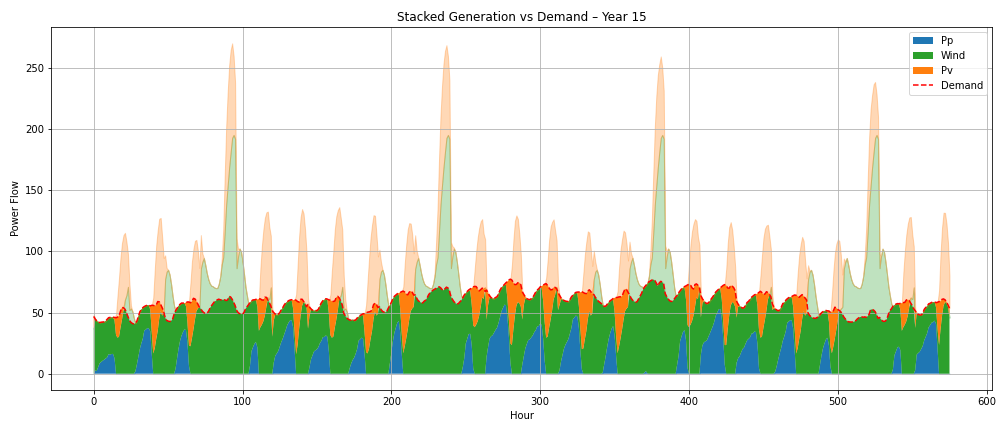 Stacked Generation vs Demand – Year 15
Pp
Wind
Pv
Demand
Power Flow
250
200
150
100
50
0
0
100
200
300
400
500
600
Hour